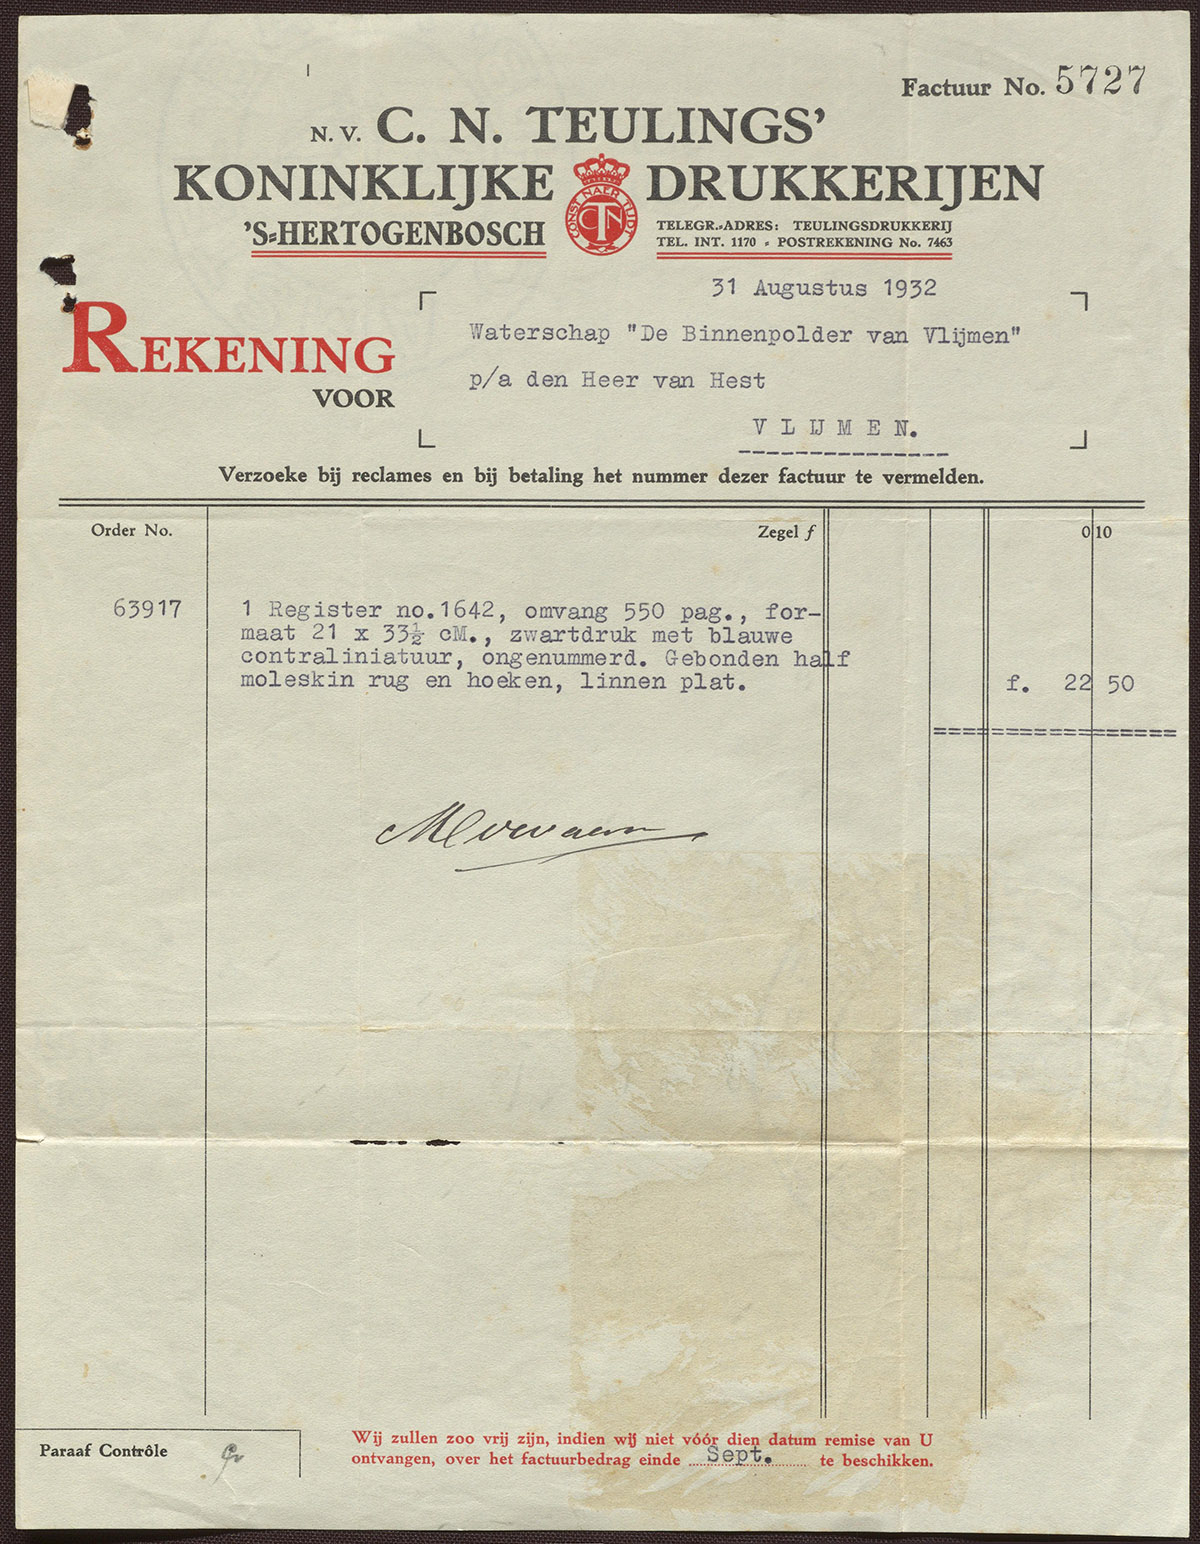 Factuur No. 5727
N. V. C. N. TEULINGS'
KONINKLIJKE DRUKKERIJEN
CONST NAER TIJDT
CTN
'S-HERTOGENBOSCH
TELEGR.-ADRES: TEULINGSDRUKKERIJ
TEL. INT. 1170 - POSTREKENING No. 7463
31 Augustus 1932
REKENING
VOOR
Waterschap "De Binnenpolder van Vlijmen"
p/a den Heer van Hest
VLIJMEN.
Verzoeke bij reclames en bij betaling het nummer dezer factuur te vermelden.
Order No. Zegel f 0 10
63917 1 Register no.1642, omvang 550 pag., for-
maat 21 x 33½ cM., zwartdruk met blauwe
contraliniatuur, ongenummerd. Gebonden half
moleskin rug en hoeken, linnen plat. f. 22 50
Paraaf Contrôle
Wij zullen zoo vrij zijn, indien wij niet vóór dien datum remise van U
ontvangen, over het factuurbedrag einde Sept. te beschikken.